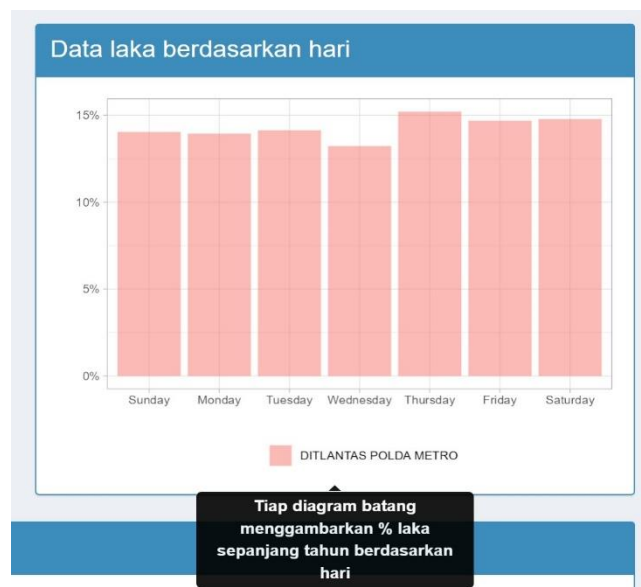 Data laka berdasarkan hari
15%
10%
5%
0%
Sunday Monday Tuesday Wednesday Thursday Friday Saturday
DITLANTAS POLDA METRO
Tiap diagram batang
menggambarkan % laka
sepanjang tahun berdasarkan
hari